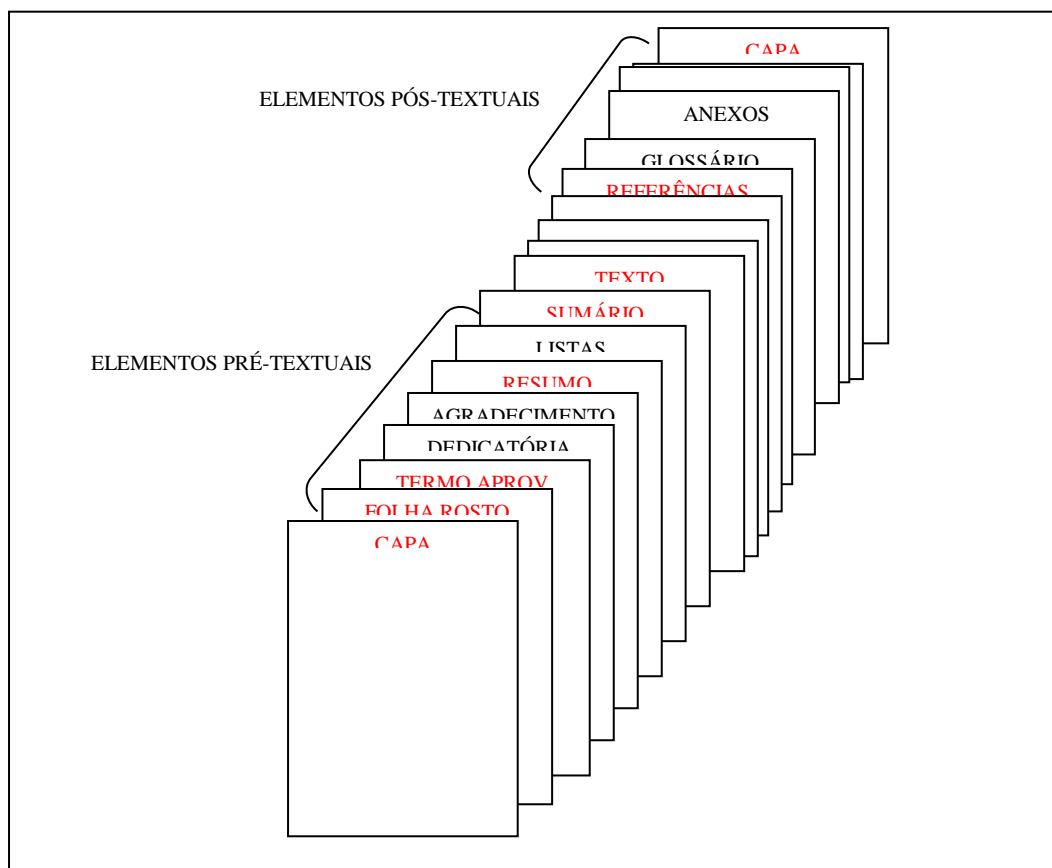 CAPA
ELEMENTOS PÓS-TEXTUAIS
ANEXOS
GLOSSÁRIO
REFERÊNCIAS
TEXTO
SUMÁRIO
LISTAS
ELEMENTOS PRÉ-TEXTUAIS
RESUMO
AGRADECIMENTO
DEDICATÓRIA
TERMO APROV
FOLHA ROSTO
CAPA